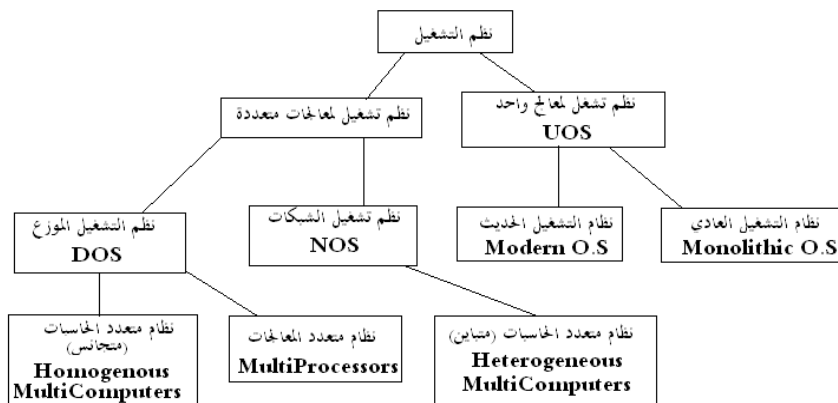 نظم التشغيل
نظم تشغل لمعالج واحد
UOS
نظم تشغيل لمعالجات متعددة
نظام التشغيل العادي
Monolithic O.S
نظام التشغيل الحديث
Modern O.S
نظم تشغيل الشبكات
NOS
نظم التشغيل الموزع
DOS
نظام متعدد الحاسبات (متباين)
Heterogeneous
MultiComputers
نظام متعدد المعالجات
MultiProcessors
نظام متعدد الحاسبات
(متجانس)
Homogenous
MultiComputers